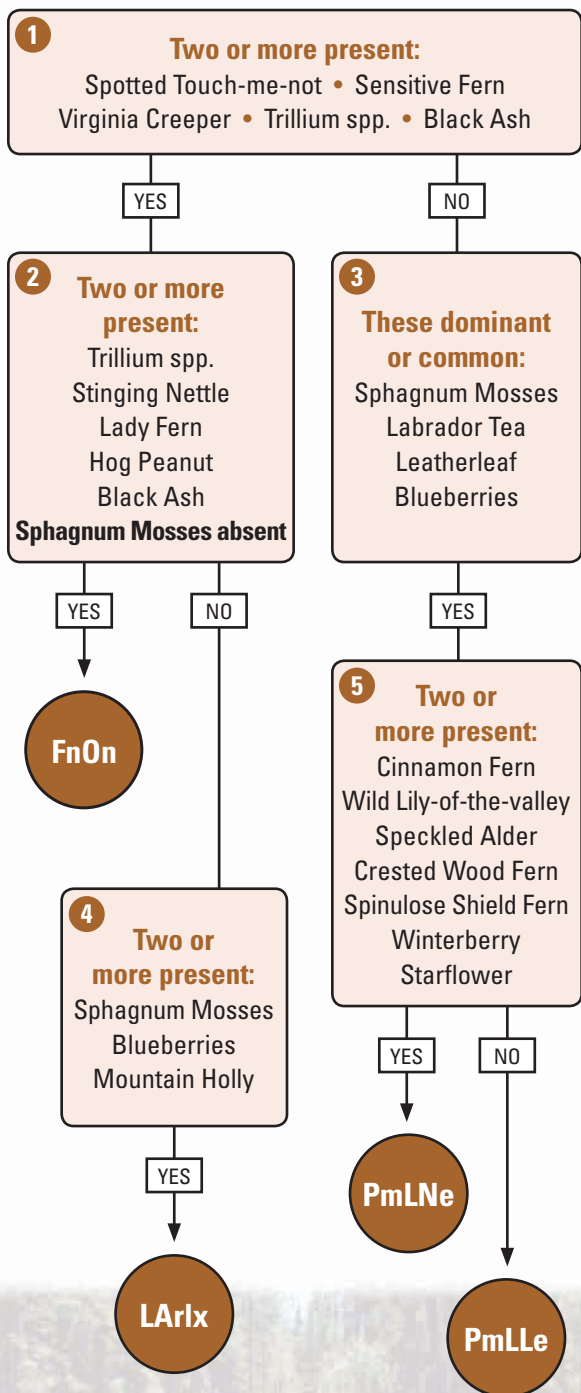 1
Two or more present:
Spotted Touch-me-not • Sensitive Fern
Virginia Creeper • Trillium spp. • Black Ash
YES
NO
2
Two or more
present:
Trillium spp.
Stinging Nettle
Lady Fern
Hog Peanut
Black Ash
Sphagnum Mosses absent
3
These dominant
or common:
Sphagnum Mosses
Labrador Tea
Leatherleaf
Blueberries
YES
NO
YES
FnOn
5
Two or
more present:
Cinnamon Fern
Wild Lily-of-the-valley
Speckled Alder
Crested Wood Fern
Spinulose Shield Fern
Winterberry
Starflower
4
Two or
more present:
Sphagnum Mosses
Blueberries
Mountain Holly
YES
NO
YES
PmLNe
LArIx
PmLLe